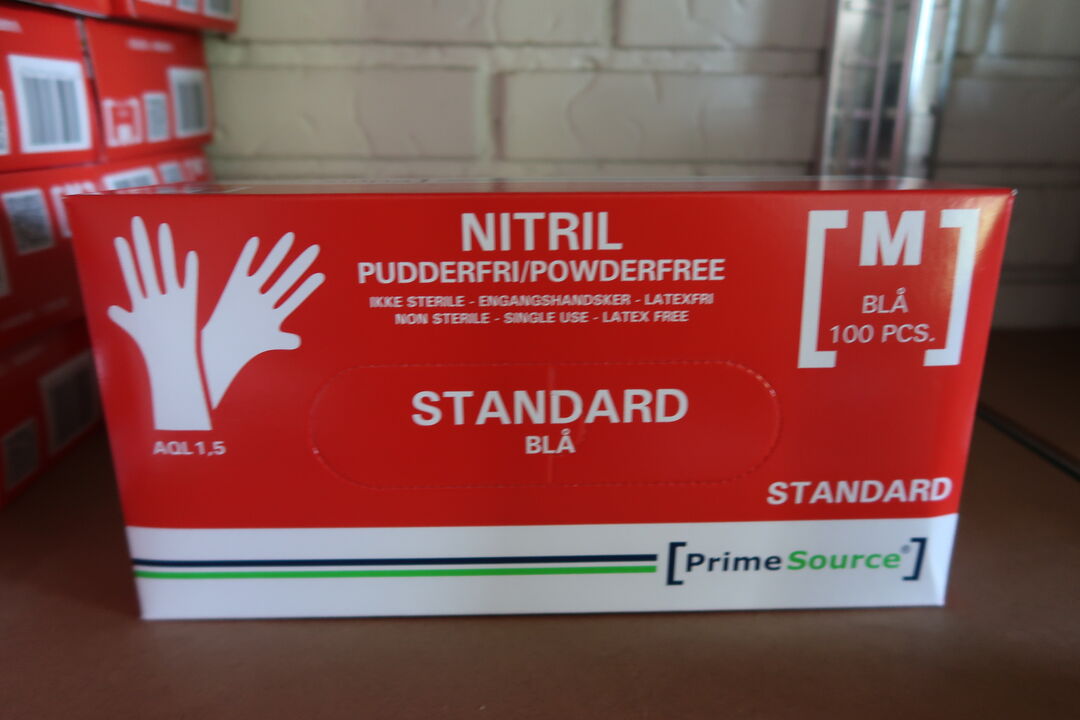 NITRIL
PUDDERFRI/POWDERFREE
IKKE STERILE - ENGANGSHANDSKER - LATEXFRI
NON STERILE - SINGLE USE - LATEX FREE
[M]
BLÅ
100 PCS.
STANDARD
BLÅ
AQL 1,5
STANDARD
[PrimeSource®]